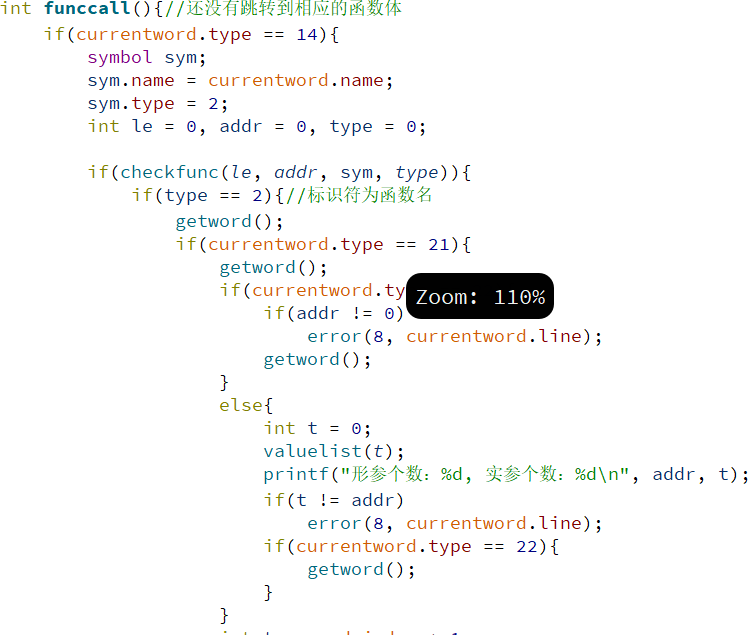 int funccall(){//还没有跳转到相应的函数体
    if(currentword.type == 14){
        symbol sym;
        sym.name = currentword.name;
        sym.type = 2;
        int le = 0, addr = 0, type = 0;

        if(checkfunc(le, addr, sym, type)){
            if(type == 2){//标识符为函数名
                getword();
                if(currentword.type == 21){
                    getword();
                    if(currentword.ty
Zoom: 110%
                        if(addr != 0)
                            error(8, currentword.line);
                        getword();
                    }
                    else{
                        int t = 0;
                        valuelist(t);
                        printf("形参个数：%d, 实参个数：%d\n", addr, t);
                        if(t != addr)
                            error(8, currentword.line);
                        if(currentword.type == 22){
                            getword();
                        }
                    }